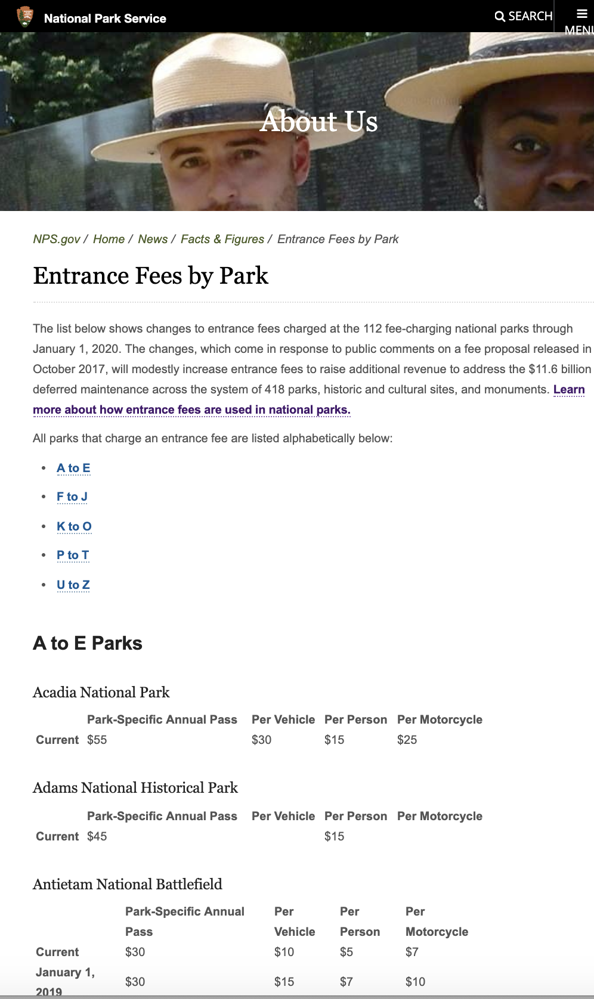 National Park Service
SEARCH
MENU
About Us
NPS.gov / Home / News / Facts & Figures / Entrance Fees by Park
Entrance Fees by Park
The list below shows changes to entrance fees charged at the 112 fee-charging national parks through
January 1, 2020. The changes, which come in response to public comments on a fee proposal released in
October 2017, will modestly increase entrance fees to raise additional revenue to address the $11.6 billion
deferred maintenance across the system of 418 parks, historic and cultural sites, and monuments. Learn
more about how entrance fees are used in national parks.
All parks that charge an entrance fee are listed alphabetically below:
• A to E
• F to J
• K to O
• P to T
• U to Z
A to E Parks
Acadia National Park
Park-Specific Annual Pass Per Vehicle Per Person Per Motorcycle
Current $55 $30 $15 $25
Adams National Historical Park
Park-Specific Annual Pass Per Vehicle Per Person Per Motorcycle
Current $45 $15
Antietam National Battlefield
Park-Specific Annual Per Per Per
Pass Vehicle Person Motorcycle
Current $30 $10 $5 $7
January 1,
$30 $15 $7 $10
2019